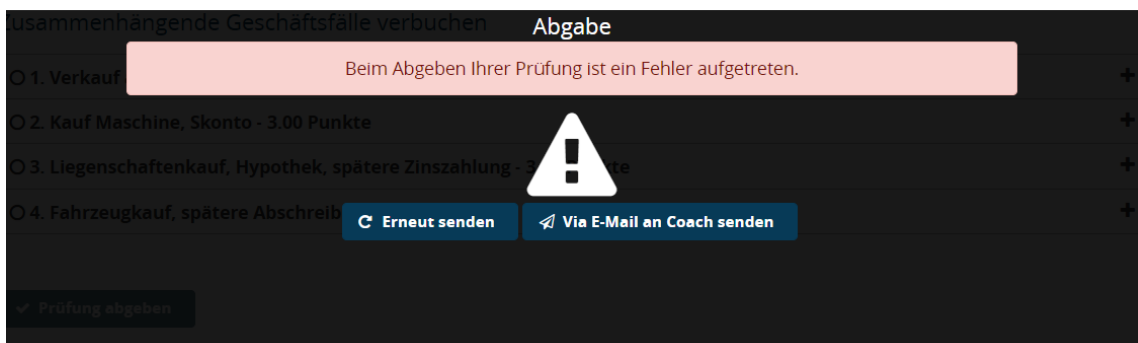 Zusammenhängende Geschäftsfälle verbuchen
Abgabe
Beim Abgeben Ihrer Prüfung ist ein Fehler aufgetreten.
1. Verkauf
2. Kauf Maschine, Skonto - 3.00 Punkte
3. Liegenschaftenkauf, Hypothek, spätere Zinszahlung - 3
4. Fahrzeugkauf, spätere Abschreib
Erneut senden
Via E-Mail an Coach senden
Prüfung abgeben